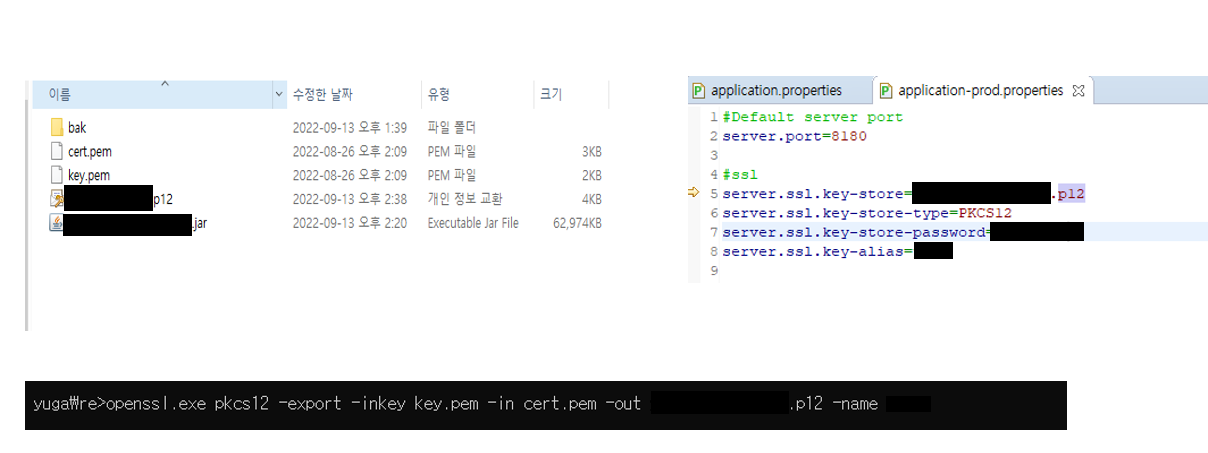 이름 수정한 날짜 유형 크기
bak 2022-09-13 오후 1:39 파일 폴더
cert.pem 2022-08-26 오후 2:09 PEM 파일 3KB
key.pem 2022-08-26 오후 2:09 PEM 파일 2KB
p12 2022-09-13 오후 2:38 개인 정보 교환 4KB
.jar 2022-09-13 오후 2:20 Executable Jar File 62,974KB
application.properties application-prod.properties
1 #Default server port
2 server.port=8180
3
4 #ssl
5 server.ssl.key-store= .p12
6 server.ssl.key-store-type=PKCS12
7 server.ssl.key-store-password=
8 server.ssl.key-alias=
9
yuga₩re>openssl.exe pkcs12 -export -inkey key.pem -in cert.pem -out .p12 -name